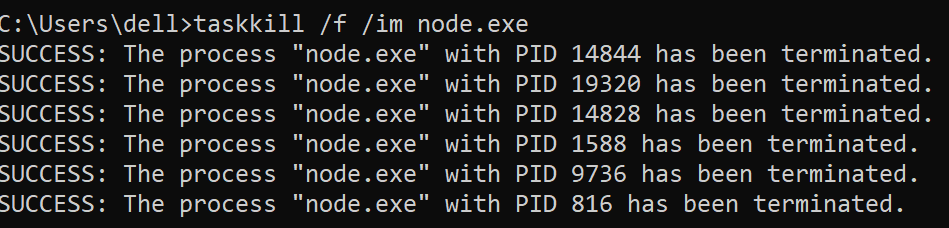 C:\Users\dell>taskkill /f /im node.exe
SUCCESS: The process "node.exe" with PID 14844 has been terminated.
SUCCESS: The process "node.exe" with PID 19320 has been terminated.
SUCCESS: The process "node.exe" with PID 14828 has been terminated.
SUCCESS: The process "node.exe" with PID 1588 has been terminated.
SUCCESS: The process "node.exe" with PID 9736 has been terminated.
SUCCESS: The process "node.exe" with PID 816 has been terminated.